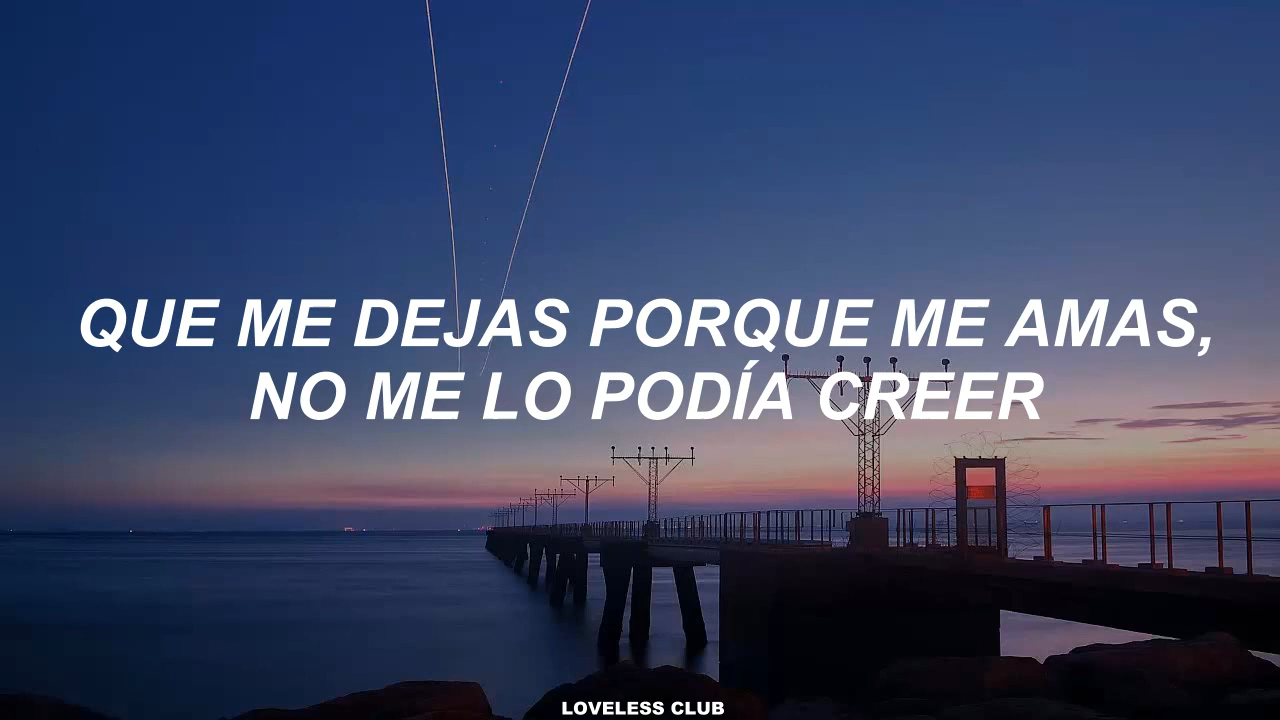 QUE ME DEJAS PORQUE ME AMAS,
NO ME LO PODÍA CREER
LOVELESS CLUB